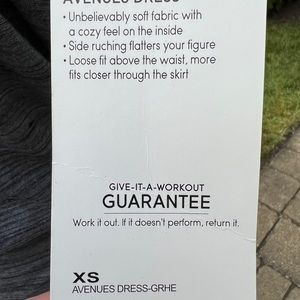 AVENUES DRESS
• Unbelievably soft fabric with
a cozy feel on the inside
• Side ruching flatters your figure
• Loose fit above the waist, more
fits closer through the skirt
GIVE-IT-A-WORKOUT
GUARANTEE
Work it out. If it doesn't perform, return it.
XS
AVENUES DRESS-GRHE